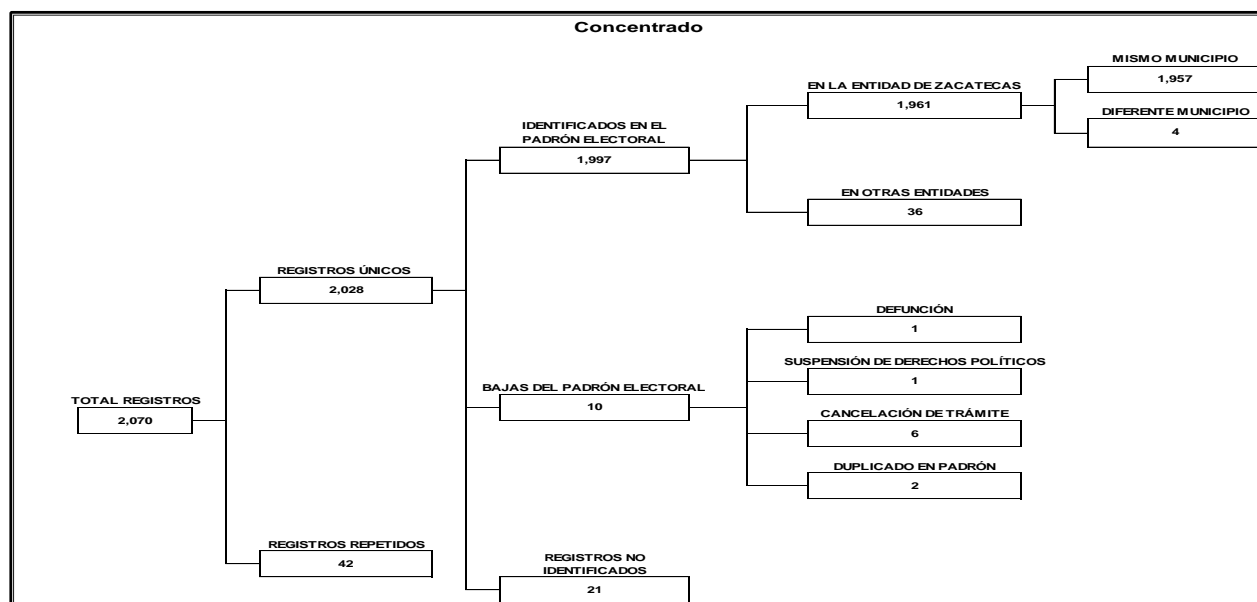 Concentrado
TOTAL REGISTROS
2,070
REGISTROS ÚNICOS
2,028
REGISTROS REPETIDOS
42
IDENTIFICADOS EN EL
PADRÓN ELECTORAL
1,997
BAJAS DEL PADRÓN ELECTORAL
10
REGISTROS NO
IDENTIFICADOS
21
EN LA ENTIDAD DE ZACATECAS
1,961
EN OTRAS ENTIDADES
36
DEFUNCIÓN
1
SUSPENSIÓN DE DERECHOS POLÍTICOS
1
CANCELACIÓN DE TRÁMITE
6
DUPLICADO EN PADRÓN
2
MISMO MUNICIPIO
1,957
DIFERENTE MUNICIPIO
4